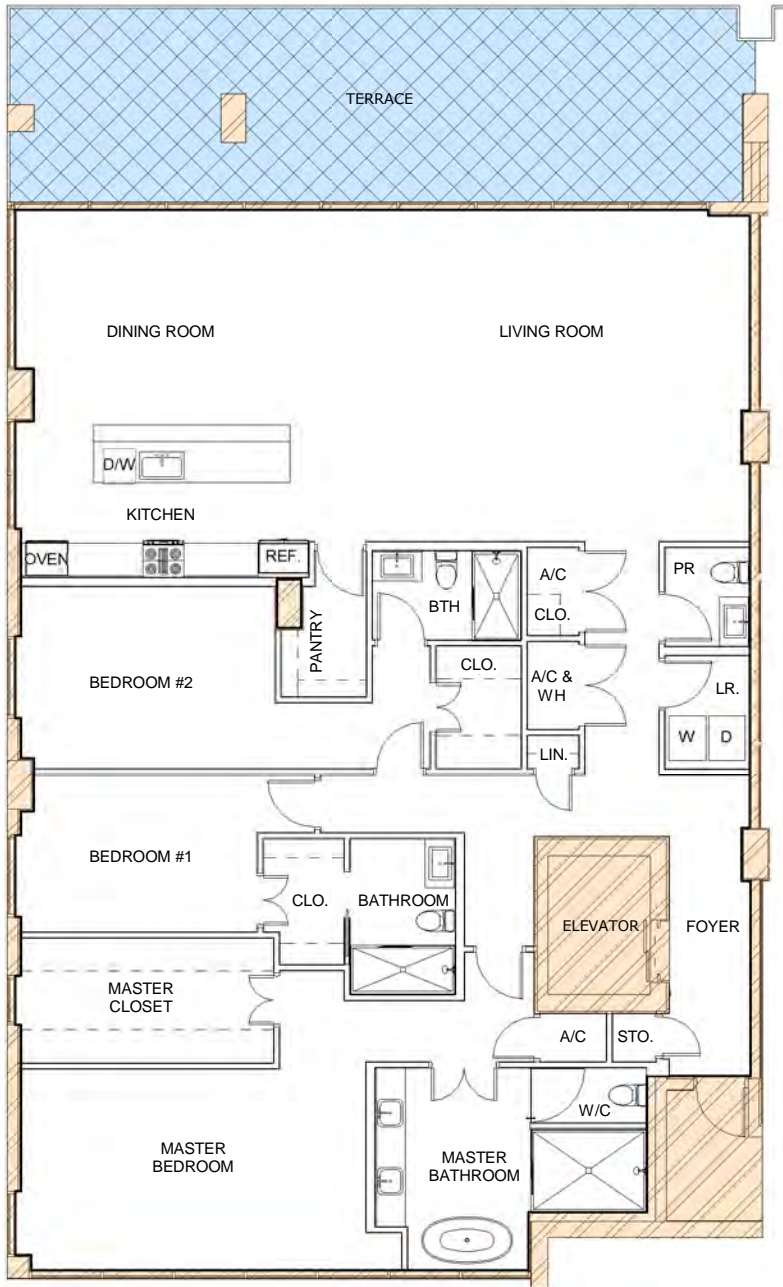 TERRACE
DINING ROOM
LIVING ROOM
D/W
KITCHEN
OVEN
REF.
PANTRY
BTH
A/C
CLO.
PR
BEDROOM #2
CLO.
A/C &
WH
LR.
W
D
LIN.
BEDROOM #1
CLO.
BATHROOM
ELEVATOR
FOYER
MASTER
CLOSET
A/C
STO.
W/C
MASTER
BEDROOM
MASTER
BATHROOM